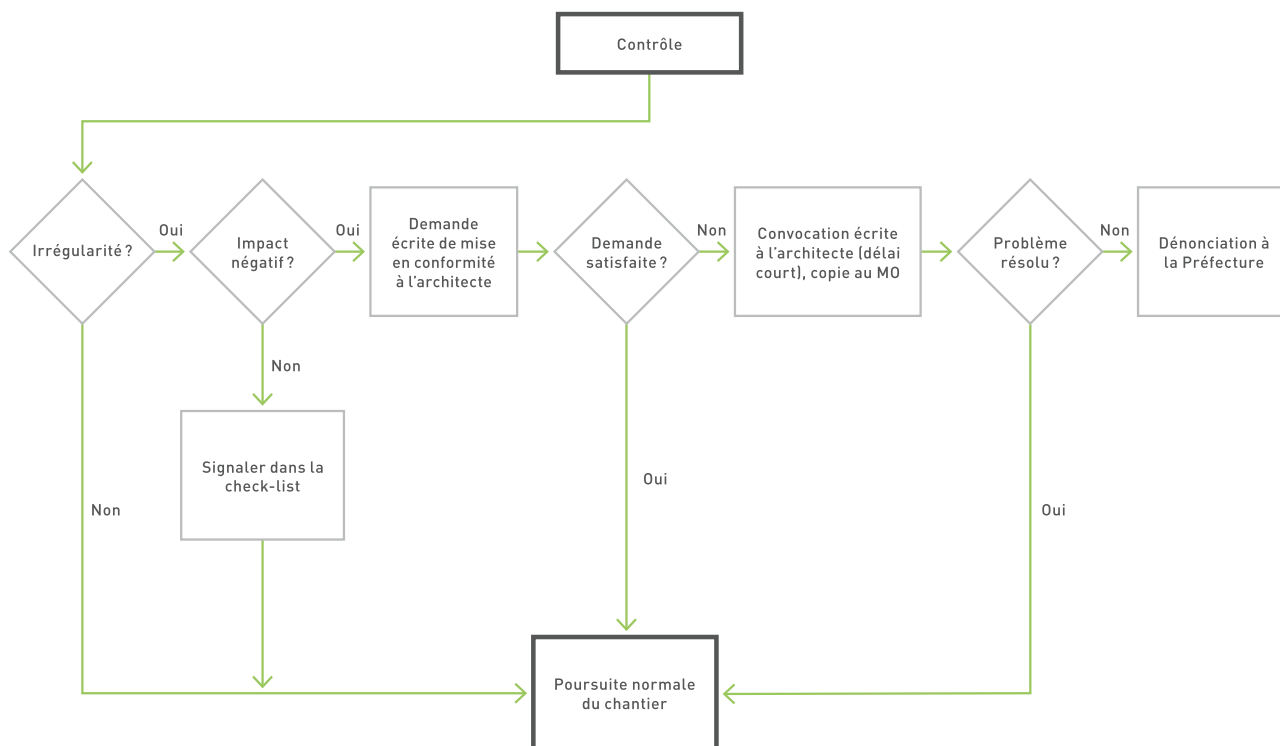 Contrôle
Irrégularité ?
Oui
Impact
négatif ?
Oui
Demande
écrite de mise
en conformité
à l’architecte
Demande
satisfaite ?
Non
Convocation écrite
à l’architecte (délai
court), copie au MO
Problème
résolu ?
Non
Dénonciation à
la Préfecture
Non
Signaler dans la
check-list
Non
Oui
Oui
Poursuite normale
du chantier